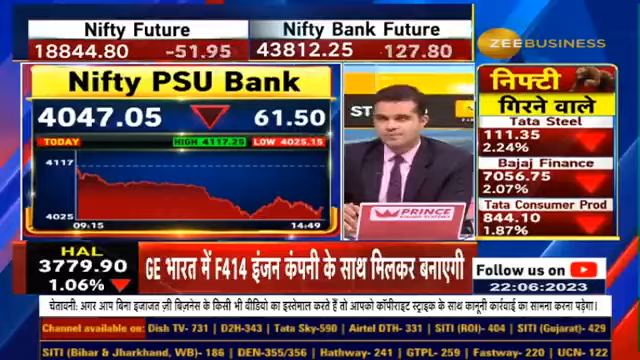 Nifty Future
18844.80 -51.95
Nifty Bank Future
43812.25 127.80
ZEEBUSINESS
Nifty PSU Bank
4047.05 61.50
TODAY HIGH 4117.25 LOW 4025.15
4117
4025
09:15 14:49
ST
PRINCE
निफ्टी
गिरने वाले
Tata Steel
111.35
2.24%
Bajaj Finance
7056.75
2.07%
Tata Consumer Prod
844.10
1.87%
HAL
3779.90
1.06%
GE भारत में F414 इंजन कंपनी के साथ मिलकर बनाएगी
Follow us on
22:06:2023
चेतावनी: अगर आप बिना इजाजत ज़ी बिज़नेस के किसी भी वीडियो का इस्तेमाल करते हैं तो आपको कॉपीराइट स्ट्राइक के साथ कानूनी कार्रवाई का सामना करना पड़ेगा।
Channel available on: Dish TV- 731 | D2H-343 | Tata Sky-590 | Airtel DTH- 331 | SITI (ROI) - 404 | SITI (Gujarat) - 429
SITI (Bihar & Jharkhand, WB)- 186 | DEN-355/356 | Hathway- 241 | GTPL- 259 | Fastway- 220 | UCN- 122